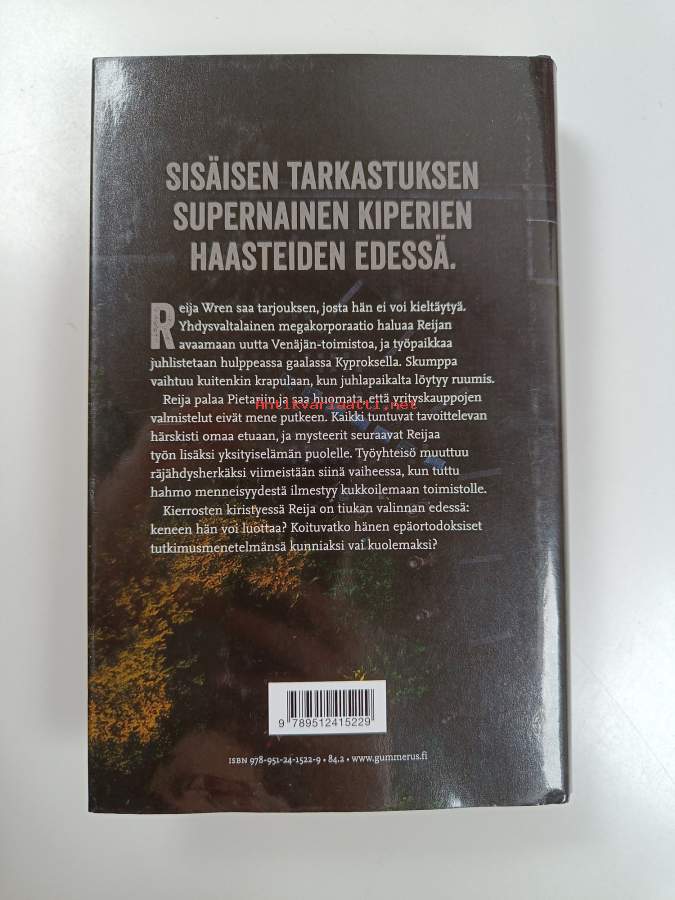 SISÄISEN TARKASTUKSEN
SUPERNAINEN KIPERIEN
HAASTEIDEN EDESSÄ.
Reija Wren saa tarjouksen, josta hän ei voi kieltäytyä.
Yhdysvaltalainen megakorporaatio haluaa Reijan
avaamaan uutta Venäjän-toimistoa, ja työpaikkaa
juhlistetaan hulppeassa gaalassa Kyproksella. Skumppa
vaihtuu kuitenkin krapulaan, kun juhlapaikalta löytyy ruumis.
Reija palaa Pietariin ja saa huomata, että yrityskauppojen
Antikvariaatti.net
valmistelut eivät mene putkeen. Kaikki tuntuvat tavoittelevan
härskisti omaa etuaan, ja mysteerit seuraavat Reijaa
työn lisäksi yksityiselämän puolelle. Työyhteisö muuttuu
räjähdysherkäksi viimeistään siinä vaiheessa, kun tuttu
hahmo menneisyydestä ilmestyy kukkoilemaan toimistolle.
Kierrosten kiristyessä Reija on tiukan valinnan edessä:
keneen hän voi luottaa? Koituvatko hänen epäortodoksiset
tutkimusmenetelmänsä kunniaksi vai kuolemaksi?
9 789512 415229
ISBN 978-951-24-1522-9 • 84.2 • www.gummerus.fi